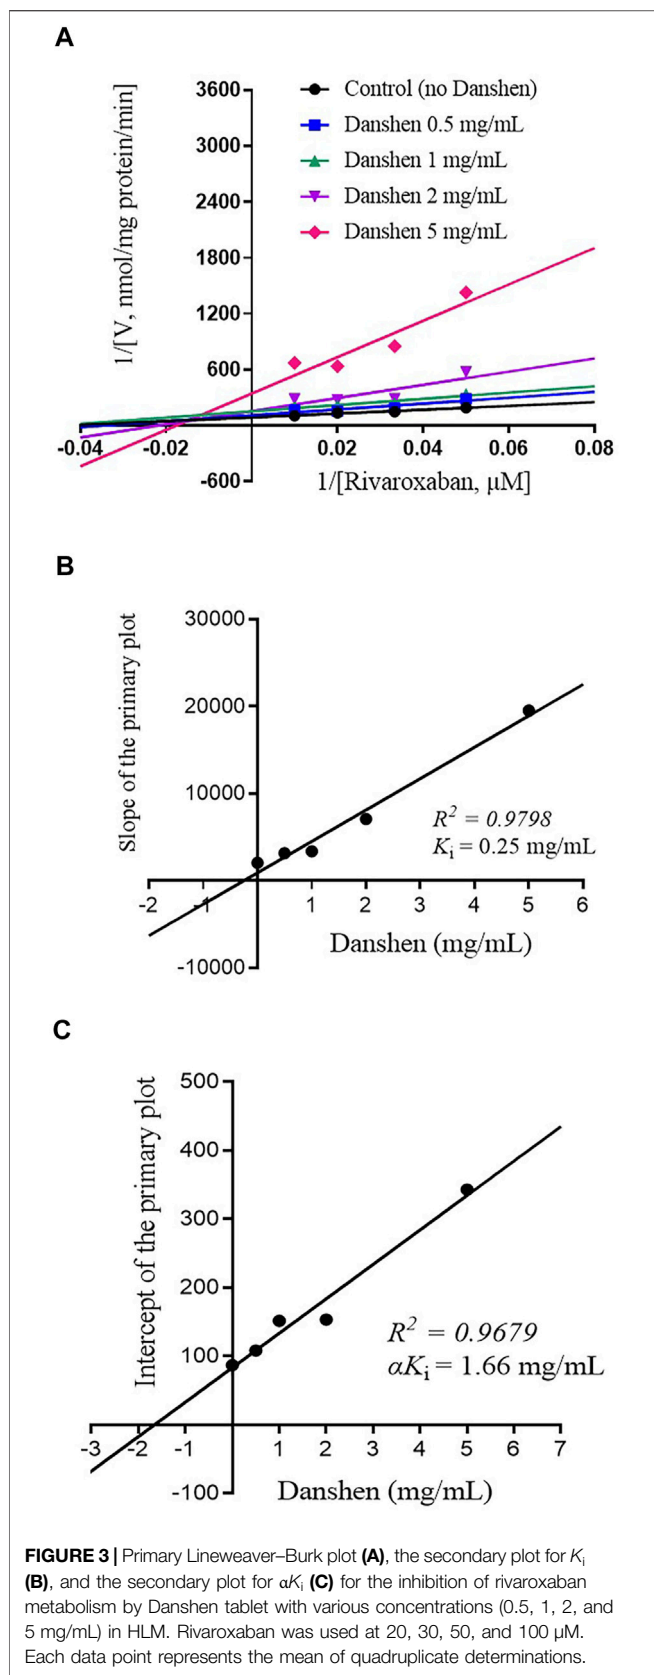 A
3600
3000
2400
1800
1200
600
-600
-0.04
-0.02
0.02
0.04
0.06
0.08
1/[V, nmol/mg protein/min]
1/[Rivaroxaban, µM]
Control (no Danshen)
Danshen 0.5 mg/mL
Danshen 1 mg/mL
Danshen 2 mg/mL
Danshen 5 mg/mL
B
30000
20000
10000
-10000
-2
-1
1
2
3
4
5
6
Slope of the primary plot
Danshen (mg/mL)
R² = 0.9798
Ki = 0.25 mg/mL
C
500
400
300
200
100
-100
-3
-2
-1
1
2
3
4
5
6
7
Intercept of the primary plot
Danshen (mg/mL)
R² = 0.9679
αKi = 1.66 mg/mL
FIGURE 3 | Primary Lineweaver–Burk plot (A), the secondary plot for Ki
(B), and the secondary plot for αKi (C) for the inhibition of rivaroxaban
metabolism by Danshen tablet with various concentrations (0.5, 1, 2, and
5 mg/mL) in HLM. Rivaroxaban was used at 20, 30, 50, and 100 µM.
Each data point represents the mean of quadruplicate determinations.